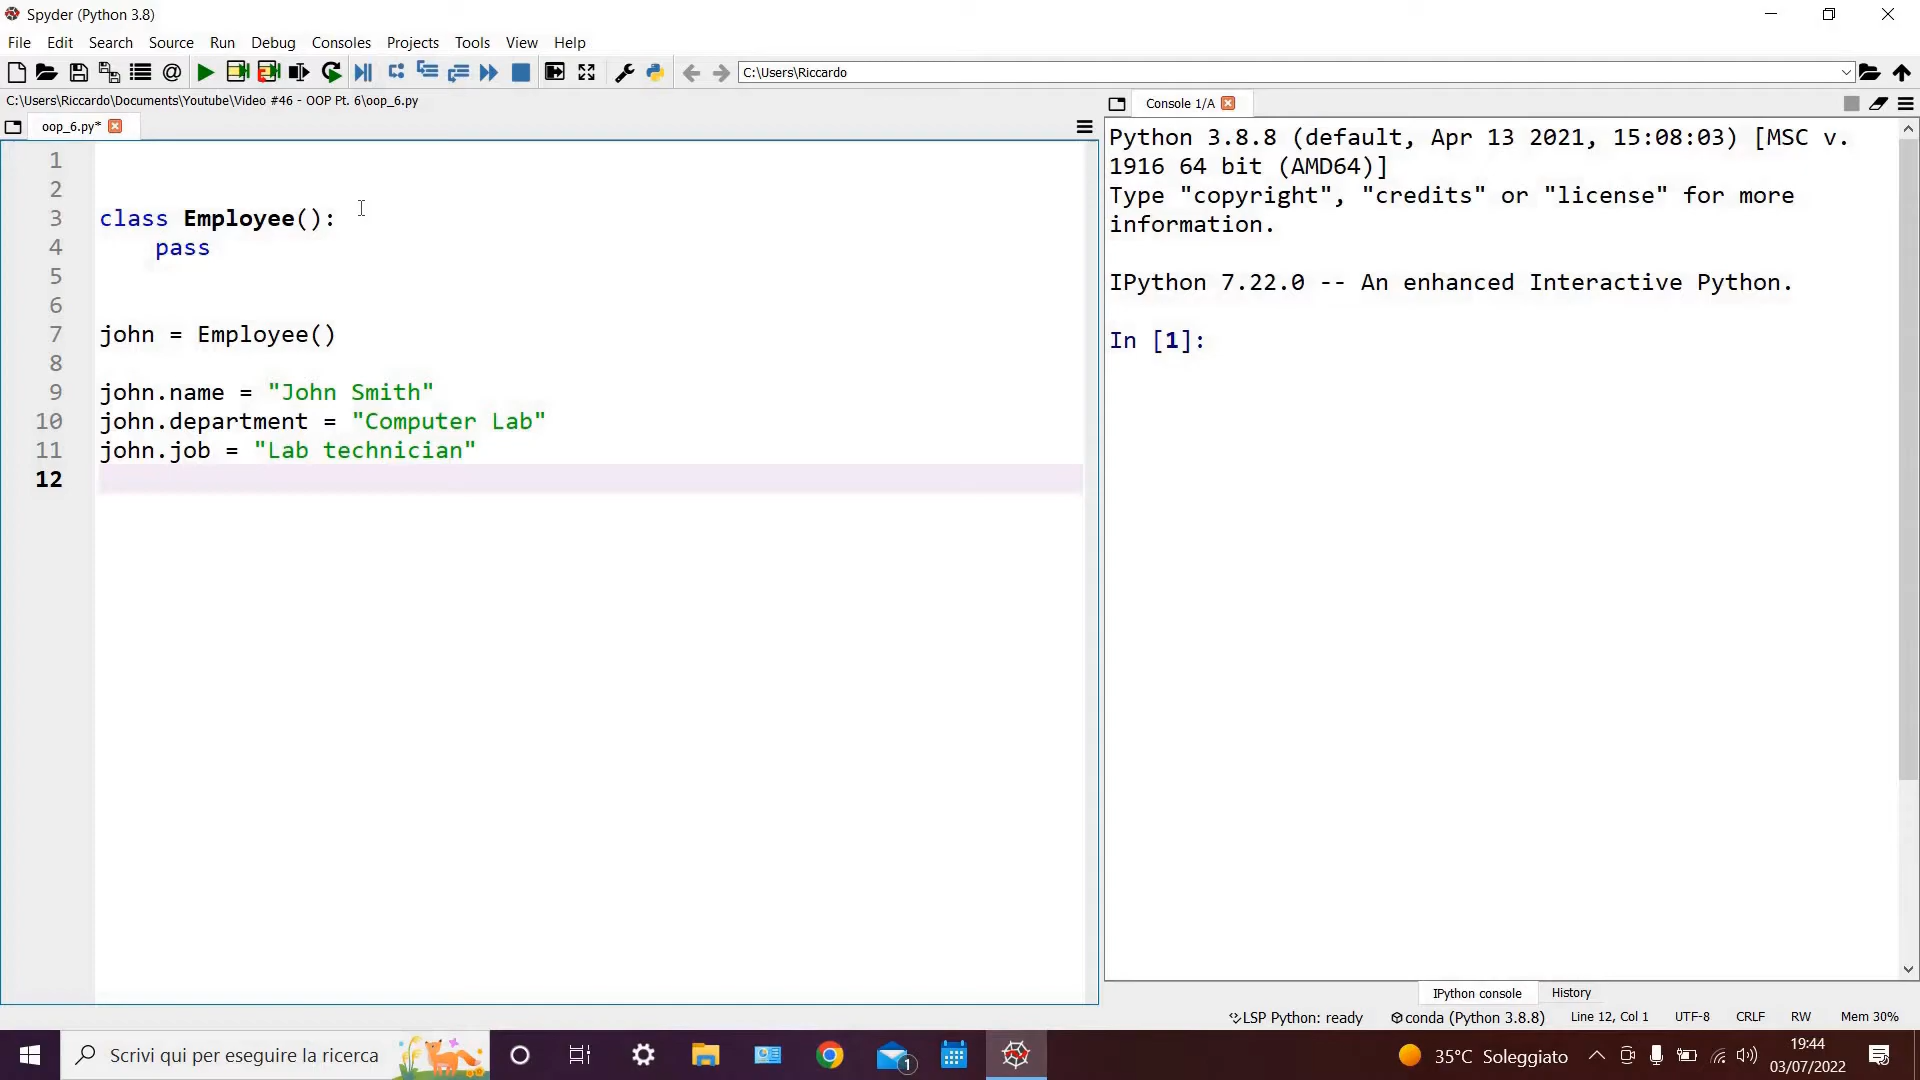 Spyder (Python 3.8)
File Edit Search Source Run Debug Consoles Projects Tools View Help
C:\Users\Riccardo
C:\Users\Riccardo\Documents\Youtube\Video #46 - OOP Pt. 6\oop_6.py
oop_6.py*
1
2
3 class Employee():
4 pass
5
6
7 john = Employee()
8
9 john.name = "John Smith"
10 john.department = "Computer Lab"
11 john.job = "Lab technician"
12
Console 1/A
Python 3.8.8 (default, Apr 13 2021, 15:08:03) [MSC v.
1916 64 bit (AMD64)]
Type "copyright", "credits" or "license" for more
information.
IPython 7.22.0 -- An enhanced Interactive Python.
In [1]:
IPython console History
LSP Python: ready conda (Python 3.8.8) Line 12, Col 1 UTF-8 CRLF RW Mem 30%
Scrivi qui per eseguire la ricerca
1
35°C Soleggiato
19:44
03/07/2022